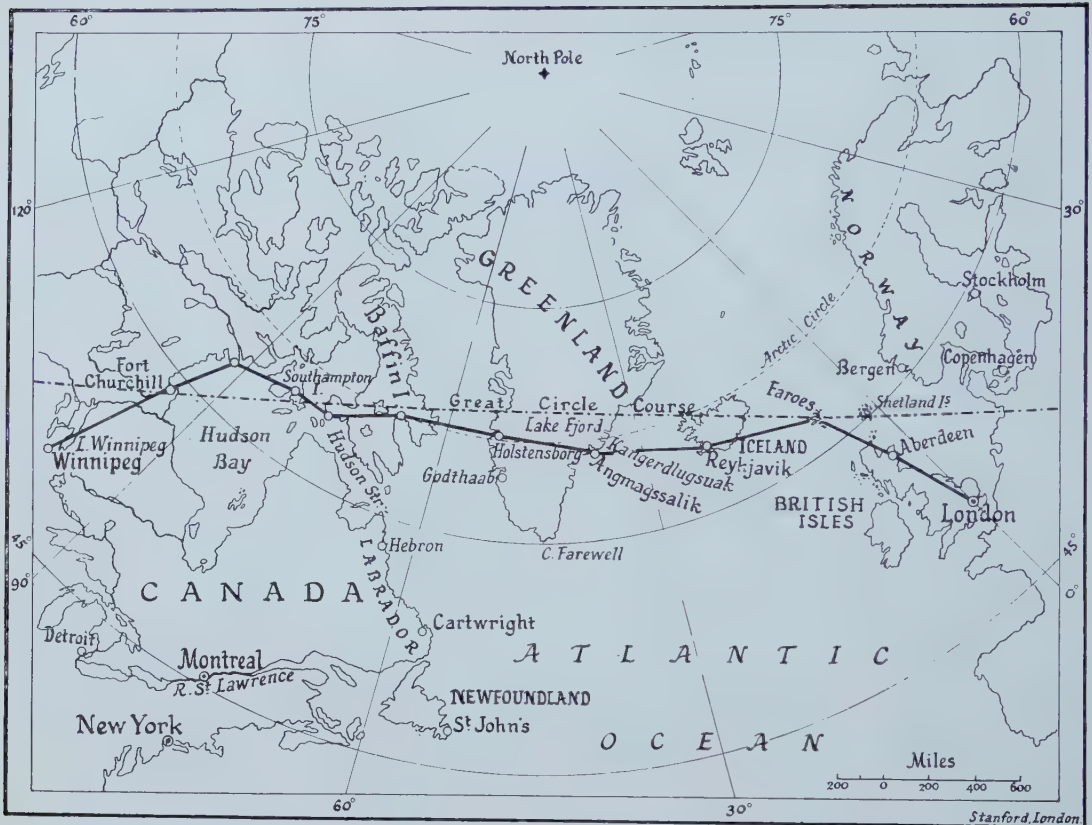 60°
75°
75°
60°
North Pole
120°
30°
NORWAY
GREENLAND
Stockholm
Baffin I
Arctic Circle
Copenhagen
Bergen
Fort
Churchill
Southampton
I.
Great Circle Course
Faroes
Shetland Iˢ
Lake Fjord
L. Winnipeg
Winnipeg
Hudson
Bay
Holstensborg
Kangerdlugsuak
ICELAND
Reykjavik
Aberdeen
Hudson Str.
Godthaab
Angmagssalik
BRITISH
ISLES
London
45°
Hebron
C. Farewell
45°
90°
CANADA
LABRADOR
0°
Detroit
Cartwright
ATLANTIC
Montreal
R. Sᵗ Lawrence
NEWFOUNDLAND
New York
Sᵗ John's
OCEAN
Miles
200 0 200 400 600
60°
30°
Stanford, London